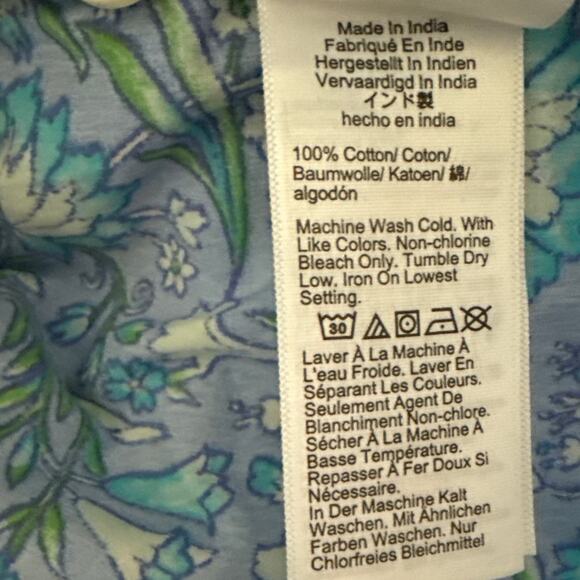 Made In India
Fabriqué En Inde
Hergestellt In Indien
Vervaardigd In India
インド製
hecho en india
100% Cotton/ Coton/
Baumwolle/ Katoen/ 綿/
algodón
Machine Wash Cold. With
Like Colors. Non-chlorine
Bleach Only. Tumble Dry
Low. Iron On Lowest
Setting.
30
Laver À La Machine À
L'eau Froide. Laver En
Séparant Les Couleurs.
Seulement Agent De
Blanchiment Non-chlore.
Sécher À La Machine À
Basse Température.
Repasser À Fer Doux Si
Nécessaire.
In Der Maschine Kalt
Waschen. Mit Ähnlichen
Farben Waschen. Nur
Chlorfreies Bleichmittel